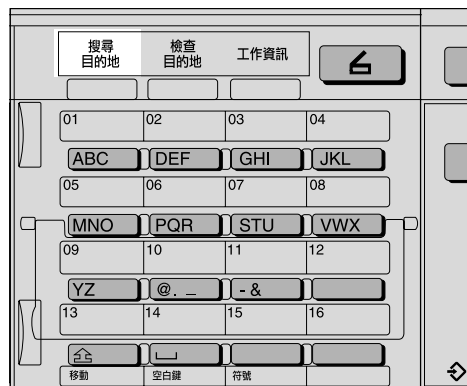 搜尋
目的地
檢查
目的地
工作資訊
01 02 03 04
ABC DEF GHI JKL
05 06 07 08
MNO PQR STU VWX
09 10 11 12
YZ @. _ - &
13 14 15 16
移動 空白鍵 符號